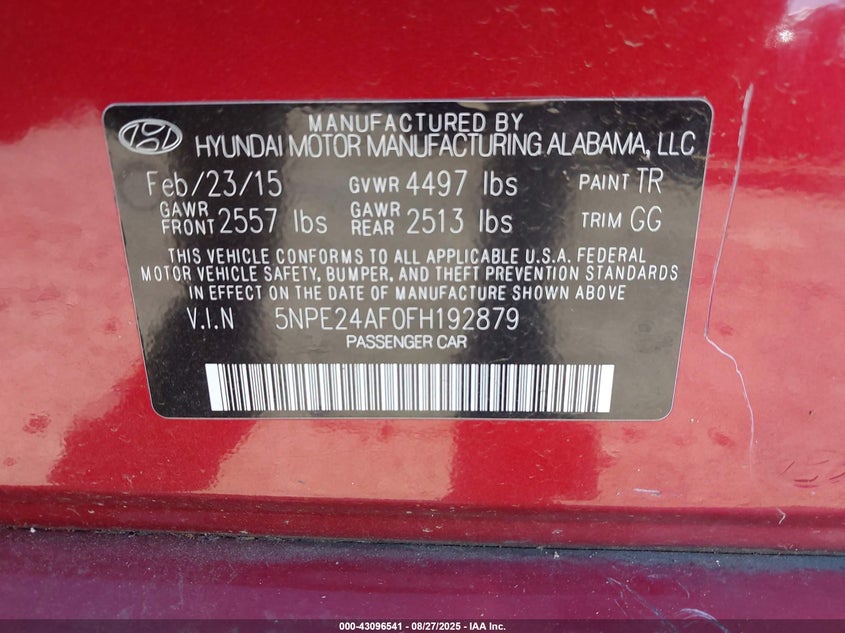 MANUFACTURED BY
HYUNDAI MOTOR MANUFACTURING ALABAMA, LLC
Feb/23/15 GVWR 4497 lbs PAINT TR
GAWR FRONT 2557 lbs GAWR REAR 2513 lbs TRIM GG
THIS VEHICLE CONFORMS TO ALL APPLICABLE U.S.A. FEDERAL
MOTOR VEHICLE SAFETY, BUMPER, AND THEFT PREVENTION STANDARDS
IN EFFECT ON THE DATE OF MANUFACTURE SHOWN ABOVE
V.I.N 5NPE24AF0FH192879
PASSENGER CAR
000-43096541 / 08/27/2025 - IAA Inc.